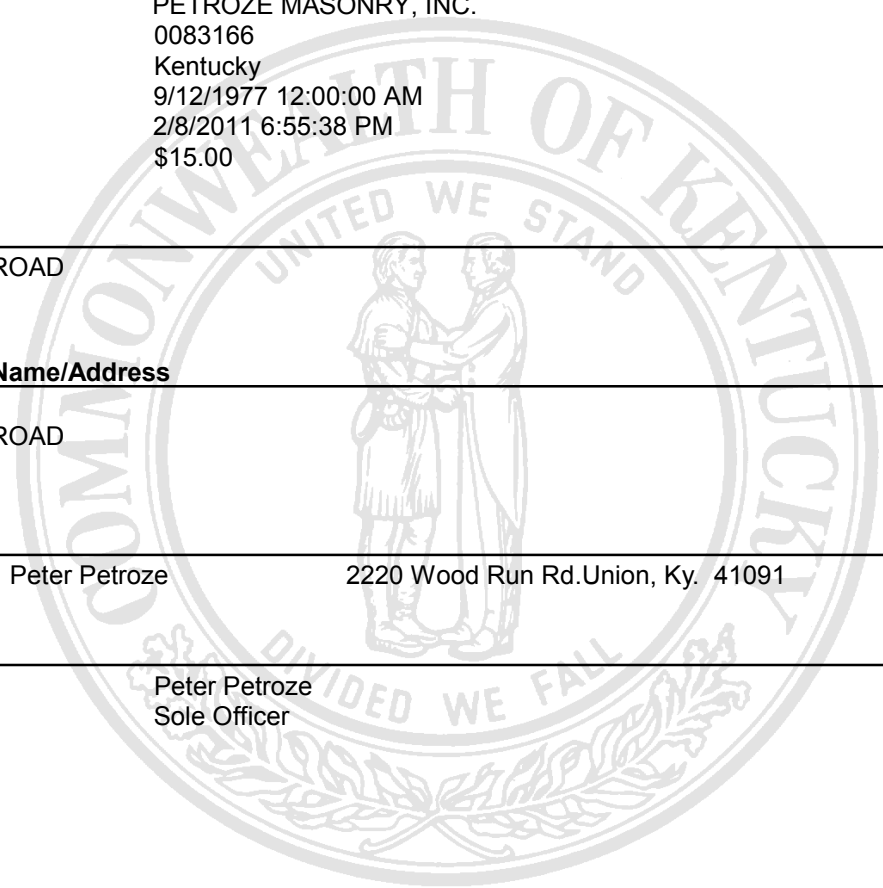 PETROZE MASONRY, INC.
0083166
Kentucky
9/12/1977 12:00:00 AM
2/8/2011 6:55:38 PM
$15.00
ROAD
Name/Address
ROAD
Peter Petroze 2220 Wood Run Rd.Union, Ky. 41091
Peter Petroze
Sole Officer
COMMONWEALTH OF KENTUCKY
UNITED WE STAND
DIVIDED WE FALL